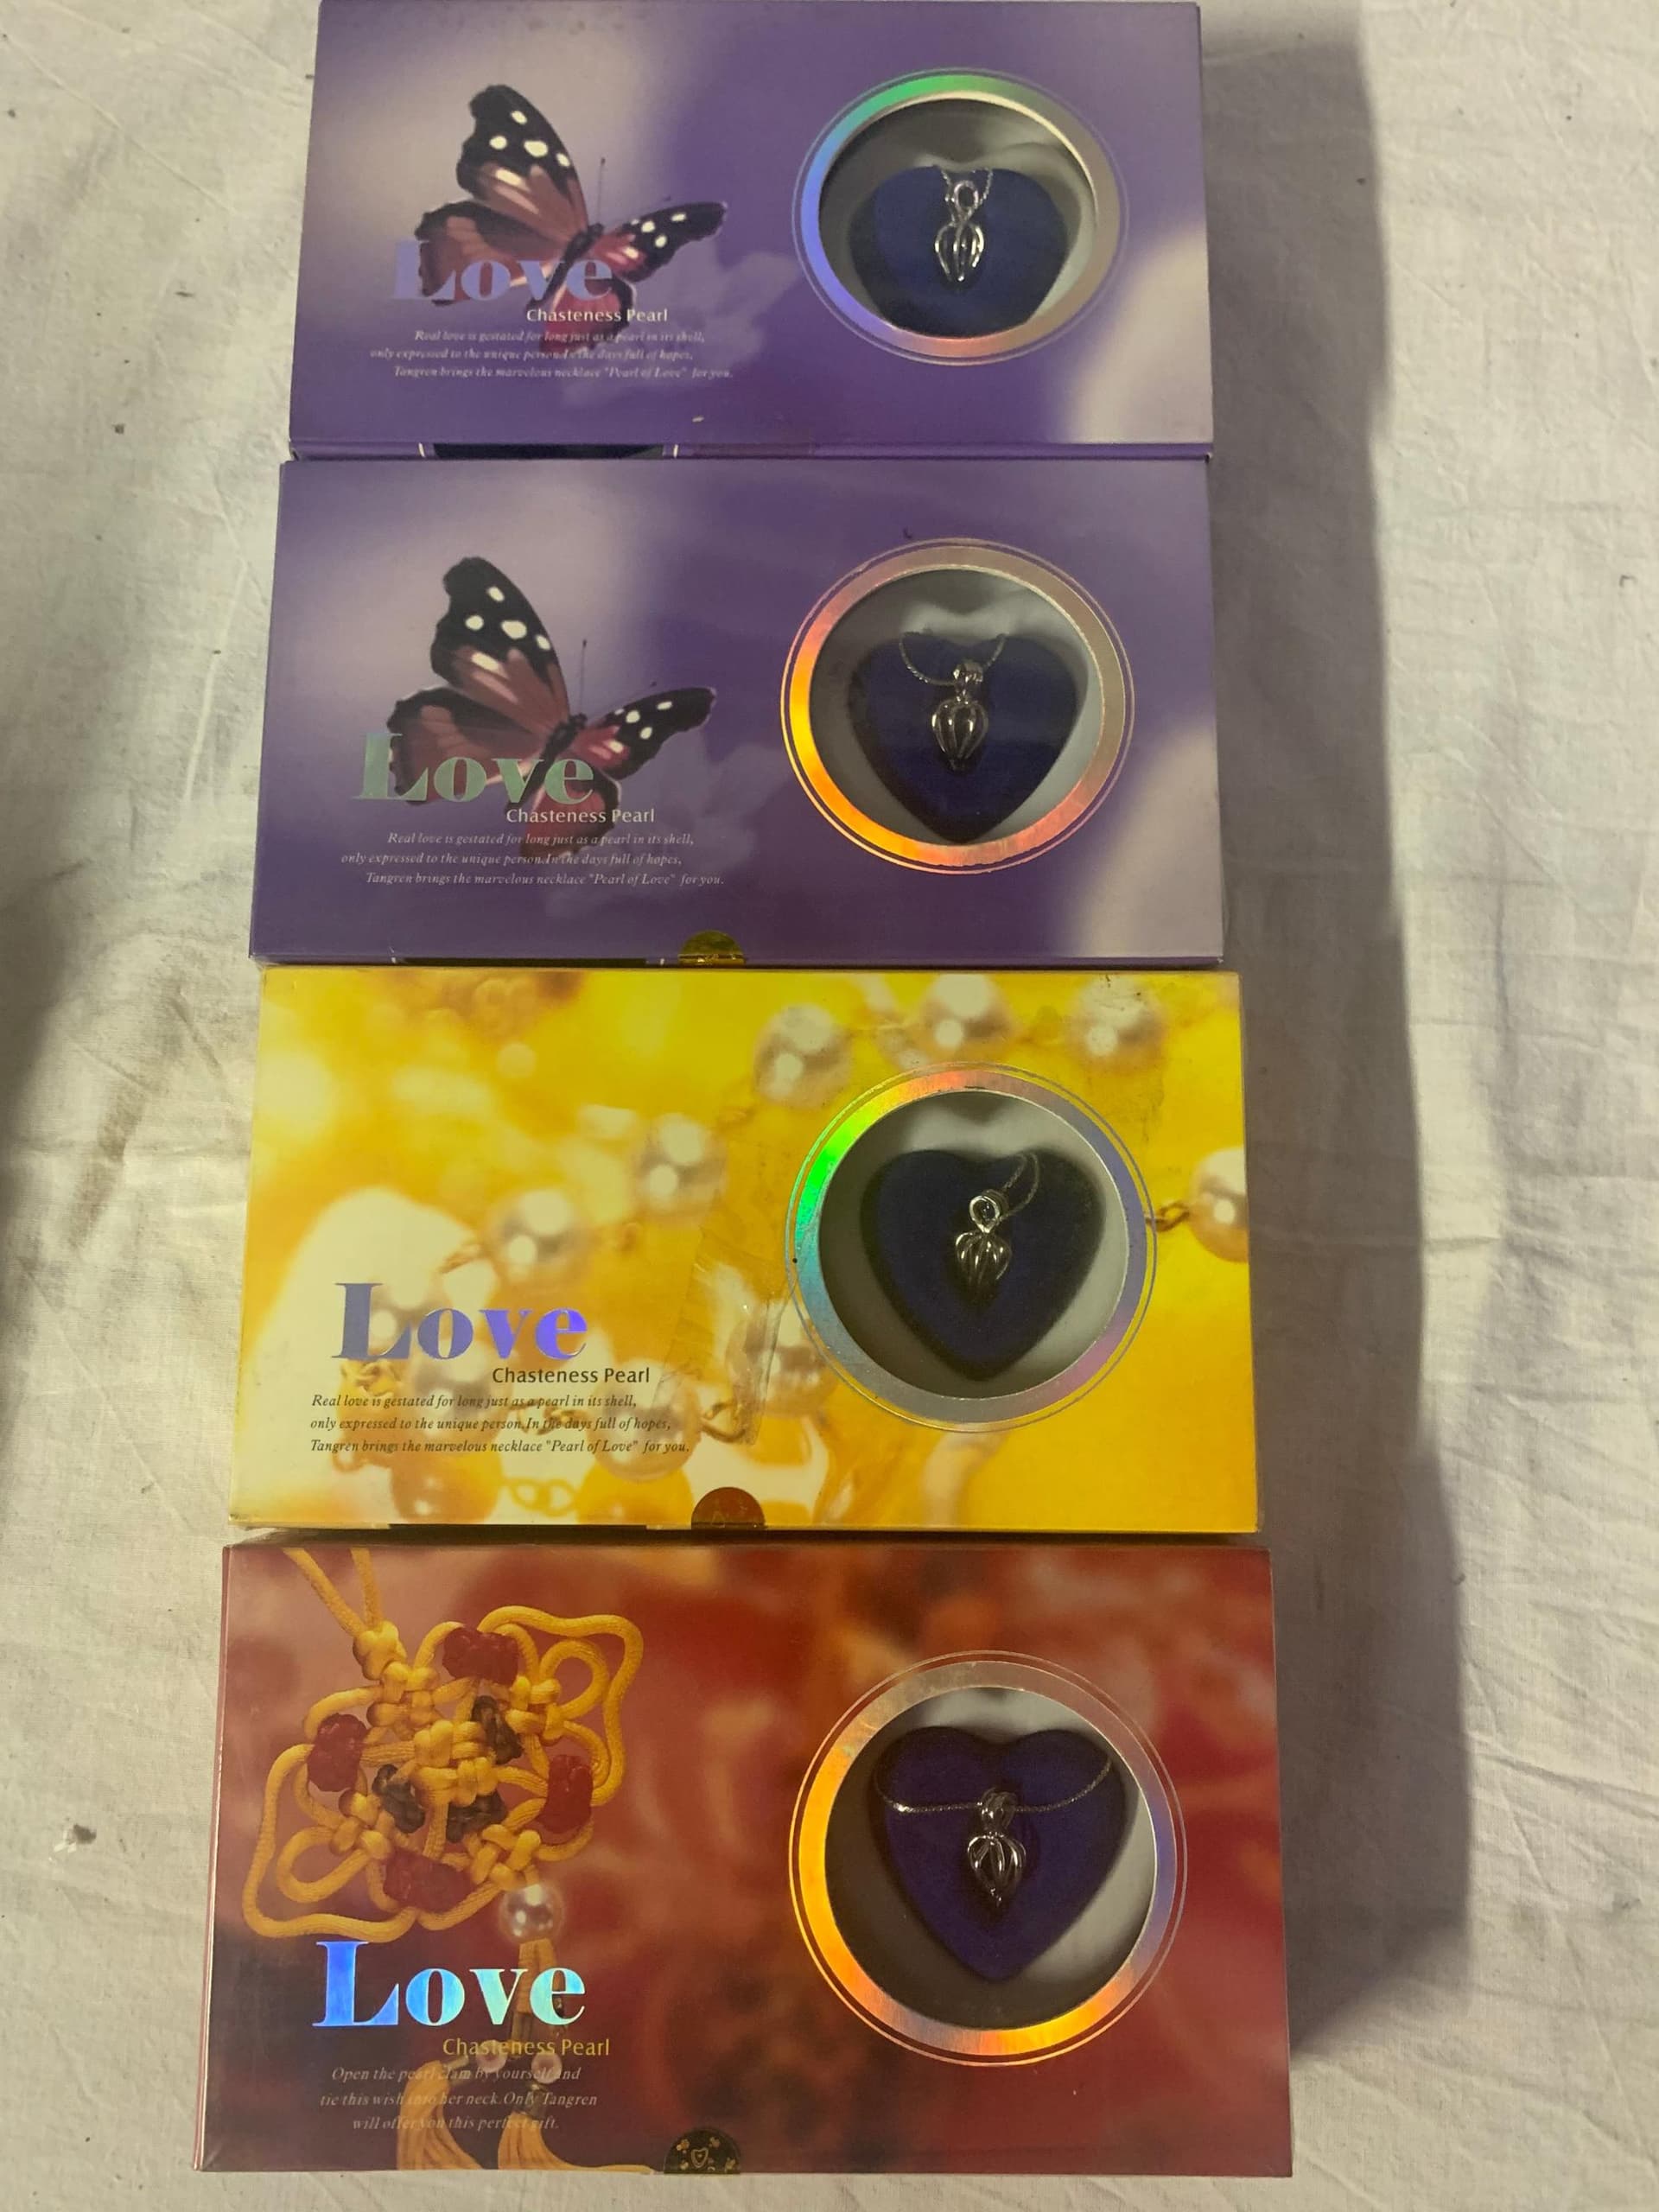 Love
Chasteness Pearl
Real love is gestated for long just as a pearl in its shell,
only expressed to the unique person.In the days full of hopes,
Tangren brings the marvelous necklace "Pearl of Love" for you.
Love
Chasteness Pearl
Real love is gestated for long just as a pearl in its shell,
only expressed to the unique person.In the days full of hopes,
Tangren brings the marvelous necklace "Pearl of Love" for you.
Love
Chasteness Pearl
Real love is gestated for long just as a pearl in its shell,
only expressed to the unique person.In the days full of hopes,
Tangren brings the marvelous necklace "Pearl of Love" for you.
Love
Chasteness Pearl
Open the pearl clam by yourself and
tie this wish into her neck.Only Tangren
will offer you this perfect gift.